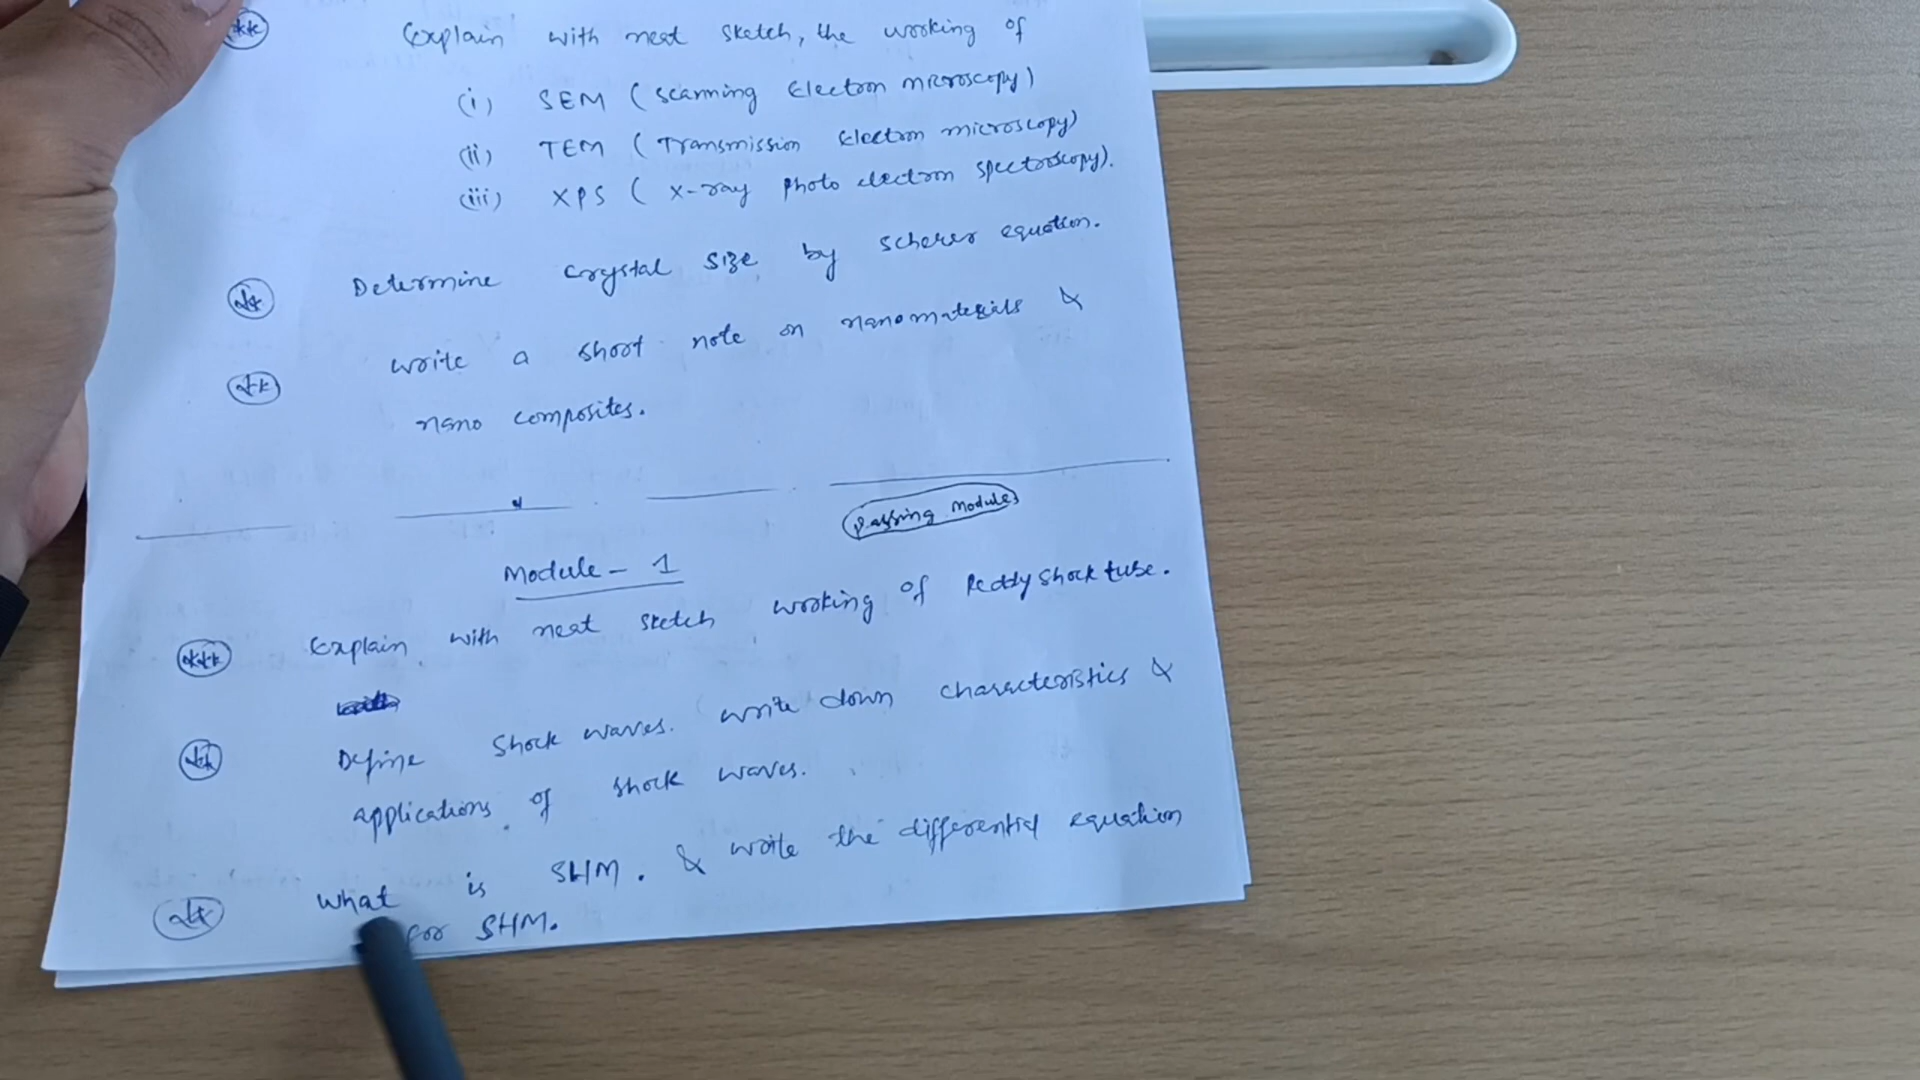 Explain with neat sketch, the working of
(i) SEM (scanning Electron microscopy)
(ii) TEM (Transmission Electron microscopy)
(iii) XPS (X-ray photo electron spectroscopy).
Determine crystal size by scherer equation.
write a short note on nanomaterials &
nano composites.
Passing Modules
Module - 1
Explain with neat sketch working of Reddy shock tube.
Define shock waves. write down characteristics &
applications of shock waves.
What is SHM. & write the differential equation
for SHM.